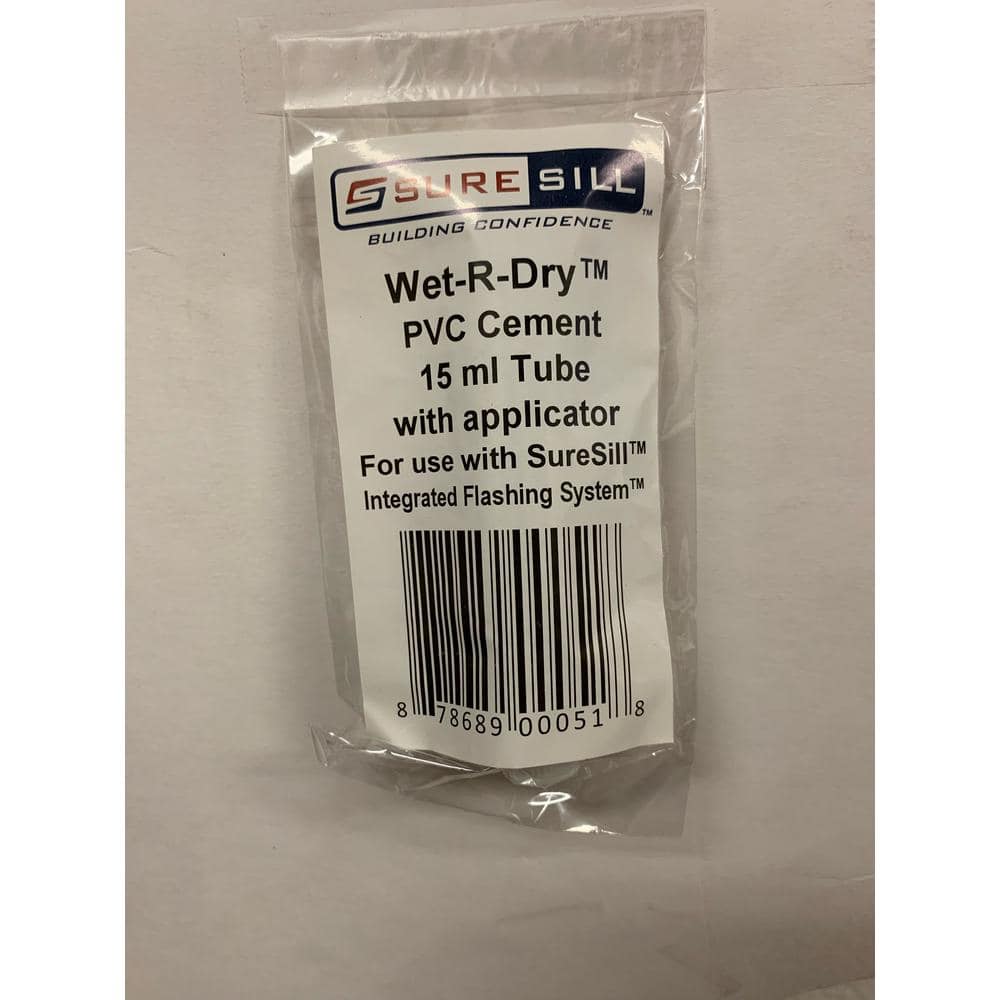 SURE SILL™
BUILDING CONFIDENCE
Wet-R-Dry™
PVC Cement
15 ml Tube
with applicator
For use with SureSill™
Integrated Flashing System™
8 78689 00051 8